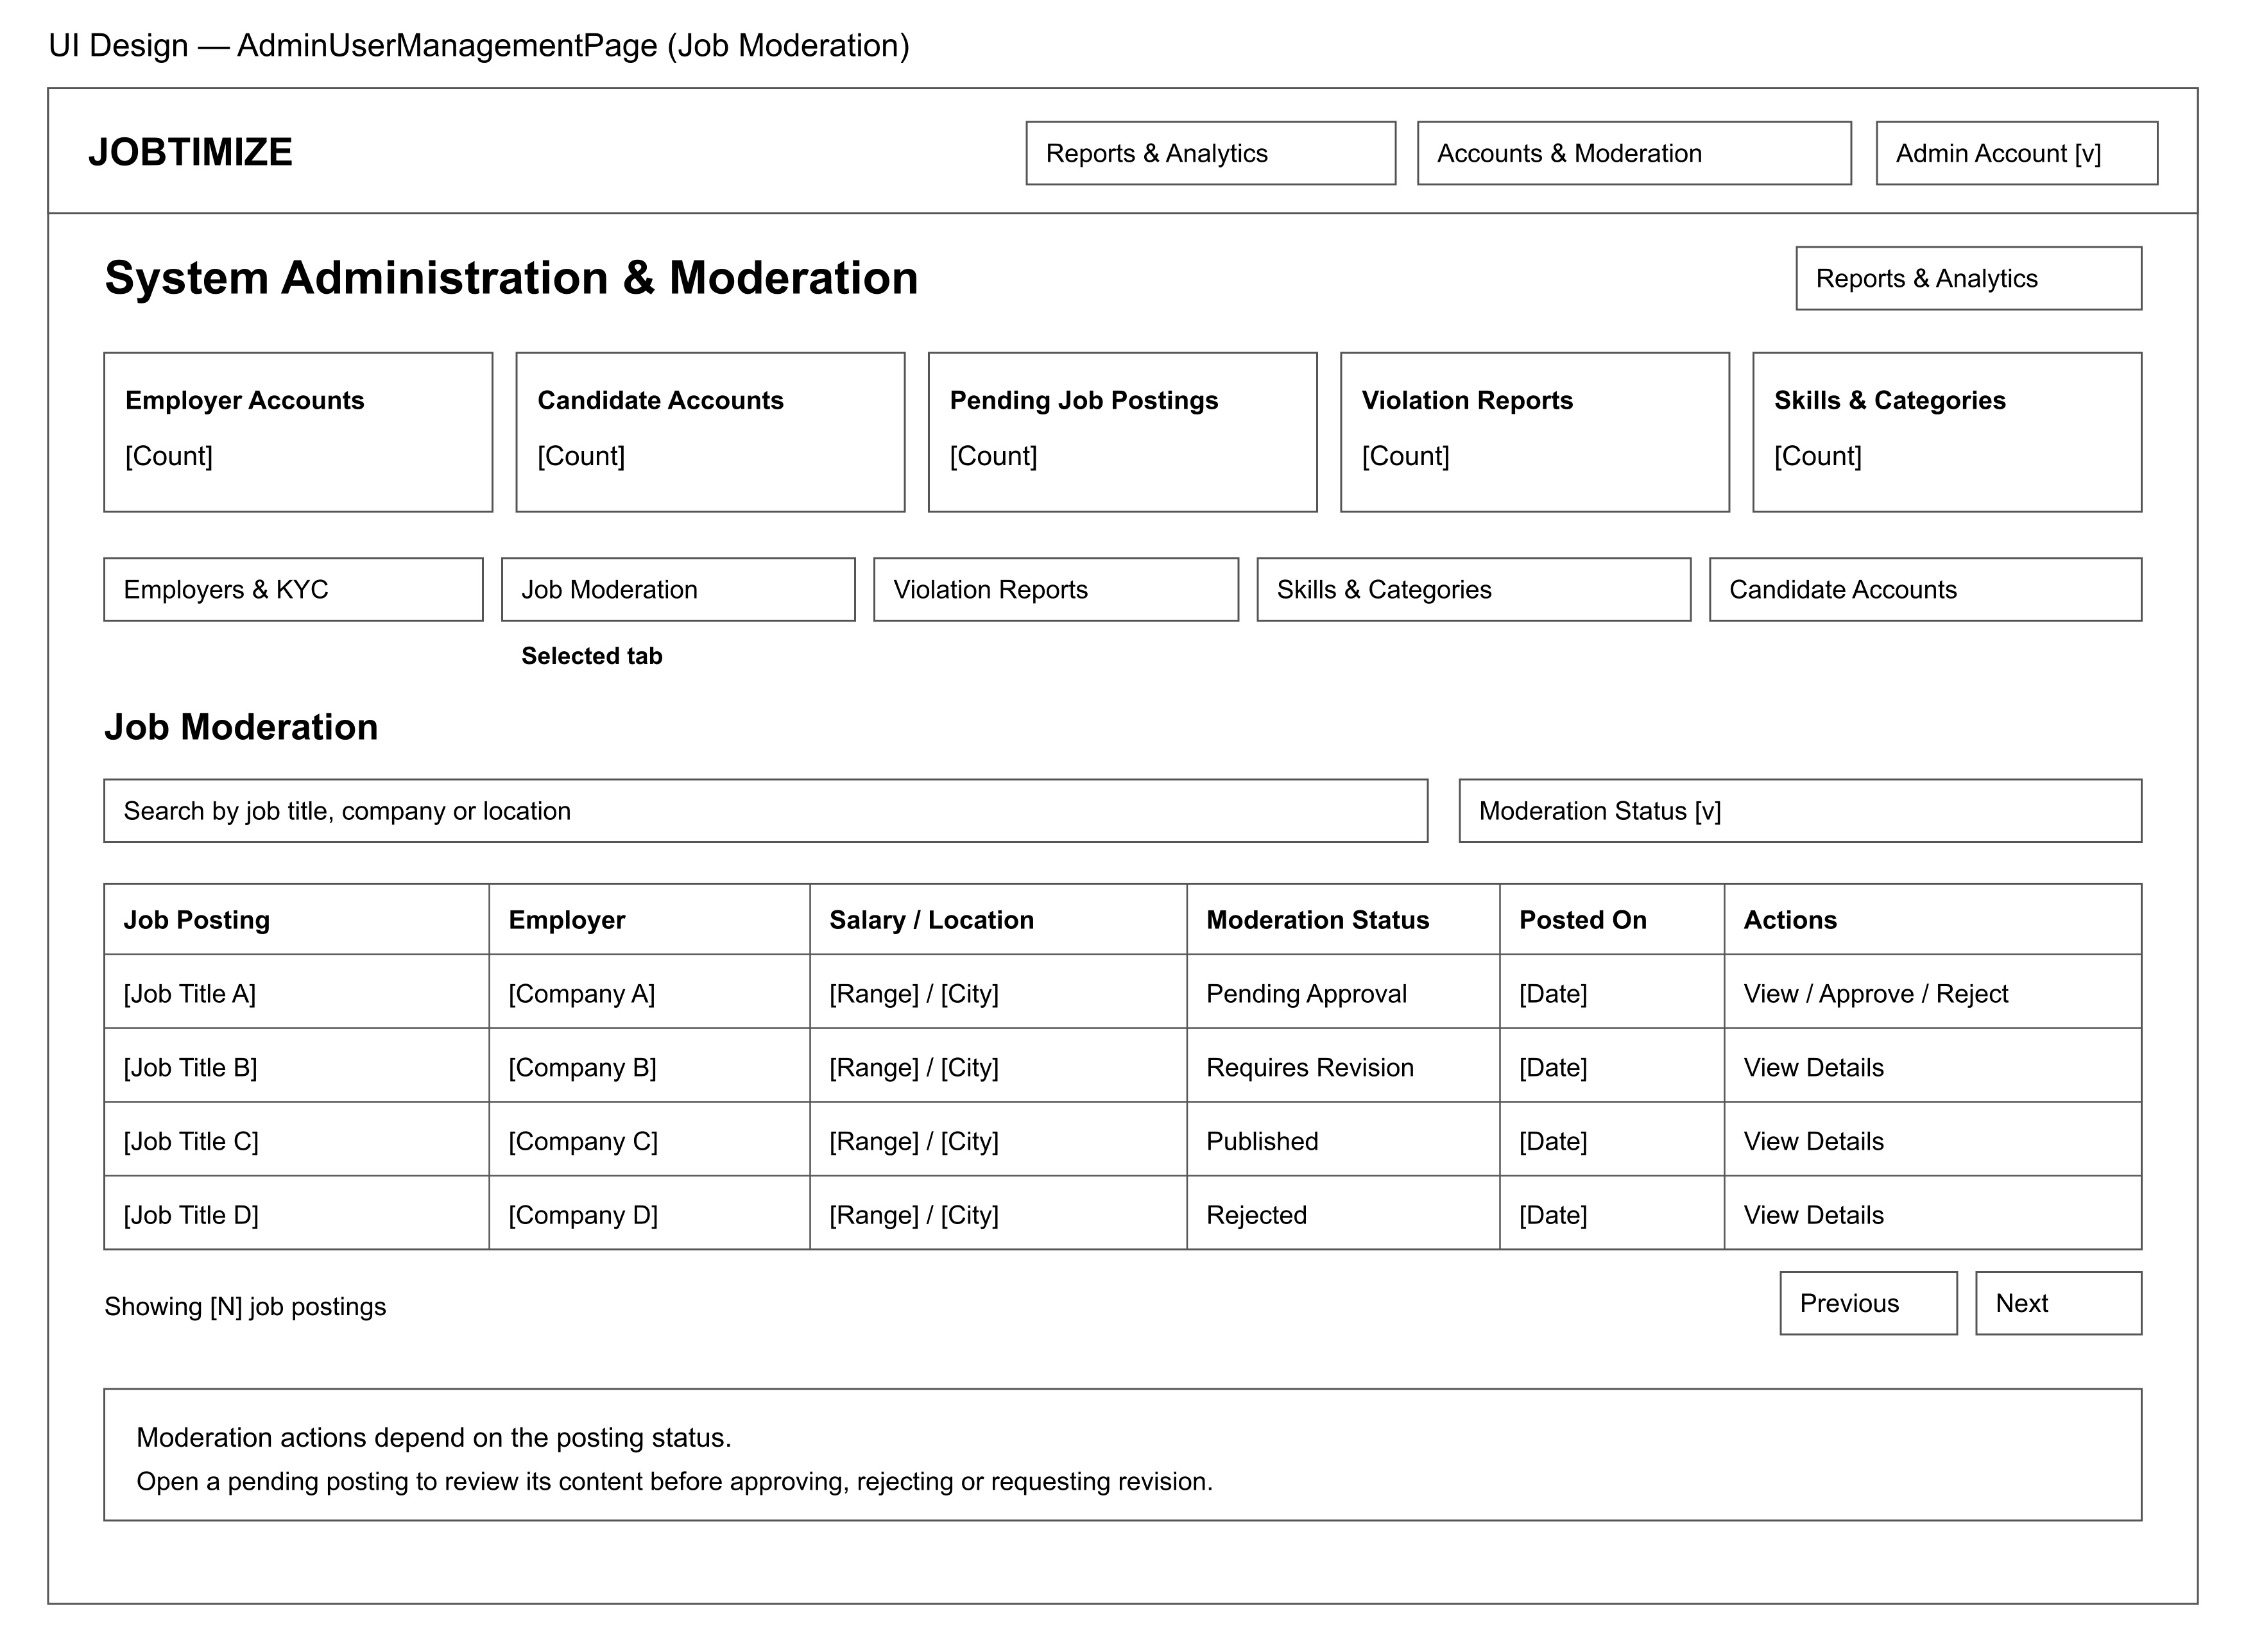 UI Design — AdminUserManagementPage (Job Moderation)
JOBTIMIZE
Reports & Analytics
Accounts & Moderation
Admin Account [v]
System Administration & Moderation
Reports & Analytics
Employer Accounts
[Count]
Candidate Accounts
[Count]
Pending Job Postings
[Count]
Violation Reports
[Count]
Skills & Categories
[Count]
Employers & KYC
Job Moderation
Violation Reports
Skills & Categories
Candidate Accounts
Selected tab
Job Moderation
Search by job title, company or location
Moderation Status [v]
Job Posting
Employer
Salary / Location
Moderation Status
Posted On
Actions
[Job Title A]
[Company A]
[Range] / [City]
Pending Approval
[Date]
View / Approve / Reject
[Job Title B]
[Company B]
[Range] / [City]
Requires Revision
[Date]
View Details
[Job Title C]
[Company C]
[Range] / [City]
Published
[Date]
View Details
[Job Title D]
[Company D]
[Range] / [City]
Rejected
[Date]
View Details
Showing [N] job postings
Previous
Next
Moderation actions depend on the posting status.
Open a pending posting to review its content before approving, rejecting or requesting revision.